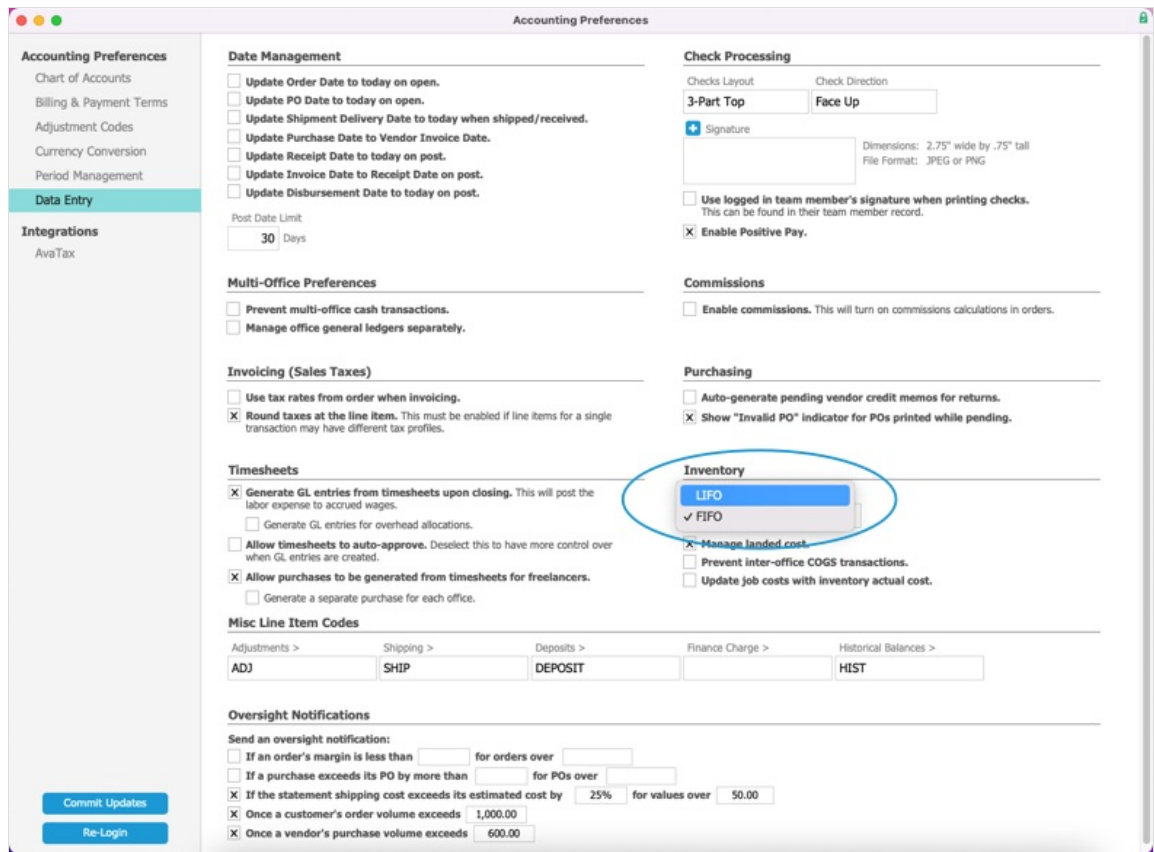 Accounting Preferences
Accounting Preferences
Chart of Accounts
Billing & Payment Terms
Adjustment Codes
Currency Conversion
Period Management
Data Entry
Integrations
AvaTax
Commit Updates
Re-Login
Date Management
Update Order Date to today on open.
Update PO Date to today on open.
Update Shipment Delivery Date to today when shipped/received.
Update Purchase Date to Vendor Invoice Date.
Update Receipt Date to today on post.
Update Invoice Date to Receipt Date on post.
Update Disbursement Date to today on post.
Post Date Limit
30 Days
Check Processing
Checks Layout Check Direction
3-Part Top Face Up
Signature
Dimensions: 2.75" wide by .75" tall
File Format: JPEG or PNG
Use logged in team member's signature when printing checks.
This can be found in their team member record.
Enable Positive Pay.
Multi-Office Preferences
Prevent multi-office cash transactions.
Manage office general ledgers separately.
Commissions
Enable commissions. This will turn on commissions calculations in orders.
Invoicing (Sales Taxes)
Use tax rates from order when invoicing.
Round taxes at the line item. This must be enabled if line items for a single
transaction may have different tax profiles.
Purchasing
Auto-generate pending vendor credit memos for returns.
Show "Invalid PO" indicator for POs printed while pending.
Timesheets
Generate GL entries from timesheets upon closing. This will post the
labor expense to accrued wages.
Generate GL entries for overhead allocations.
Allow timesheets to auto-approve. Deselect this to have more control over
when GL entries are created.
Allow purchases to be generated from timesheets for freelancers.
Generate a separate purchase for each office.
Inventory
LIFO
✓ FIFO
Manage landed cost.
Prevent inter-office COGS transactions.
Update job costs with inventory actual cost.
Misc Line Item Codes
Adjustments > Shipping > Deposits > Finance Charge > Historical Balances >
ADJ SHIP DEPOSIT HIST
Oversight Notifications
Send an oversight notification:
If an order's margin is less than for orders over
If a purchase exceeds its PO by more than for POs over
If the statement shipping cost exceeds its estimated cost by 25% for values over 50.00
Once a customer's order volume exceeds 1,000.00
Once a vendor's purchase volume exceeds 600.00